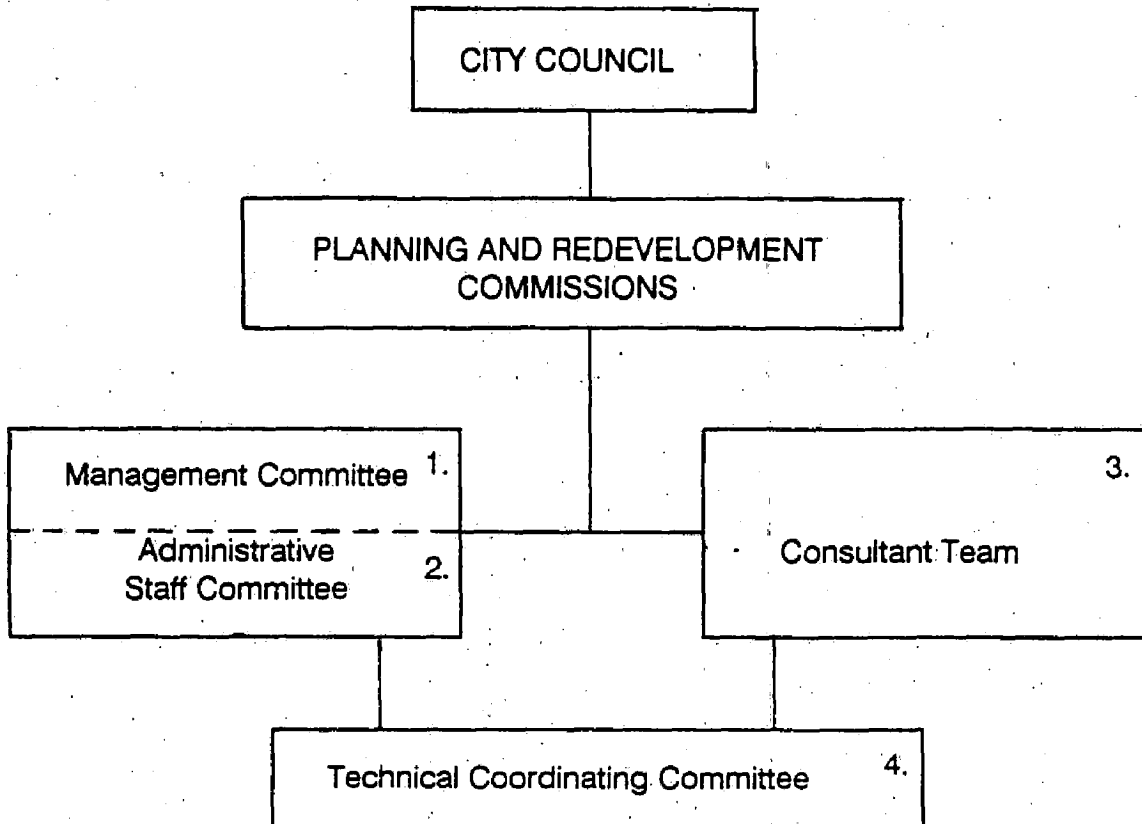 CITY COUNCIL
PLANNING AND REDEVELOPMENT
COMMISSIONS
Management Committee 1.
Administrative
Staff Committee 2.
3.
Consultant Team
Technical Coordinating Committee 4.